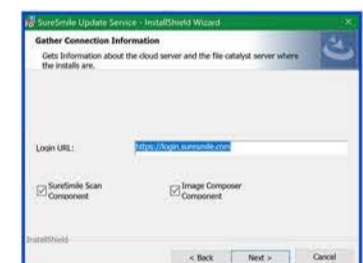 SureSmile Update Service - InstallShield Wizard
Gather Connection Information
Gets Information about the cloud server and the file catalyst server where
the installs are.
Login URL:
https://login.suresmile.com
SureSmile Scan
Component
Image Composer
Component
InstallShield
< Back
Next >
Cancel